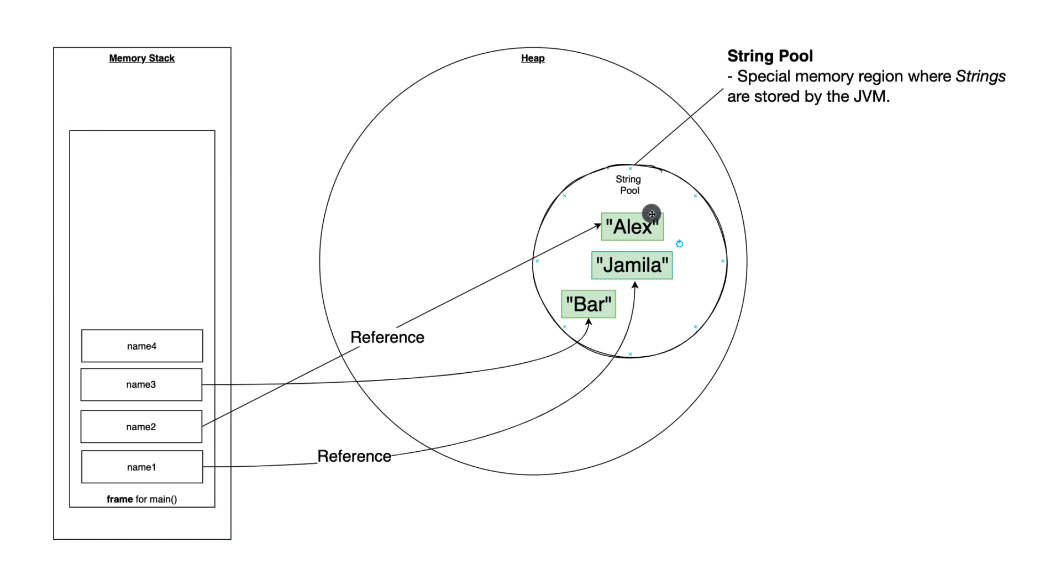 Memory Stack
Heap
String Pool
- Special memory region where Strings
are stored by the JVM.
String
Pool
"Alex"
"Jamila"
"Bar"
Reference
name4
name3
name2
Reference
name1
frame for main()